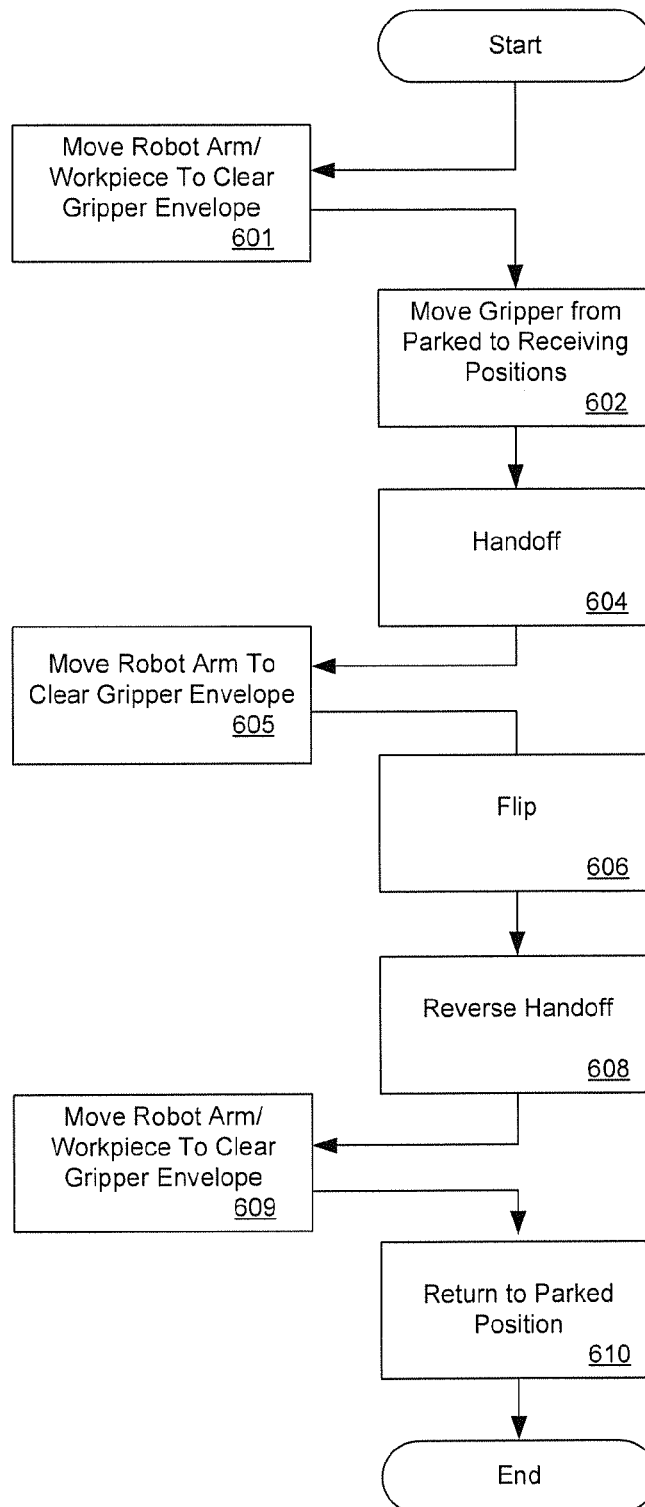 Start
Move Robot Arm/
Workpiece To Clear
Gripper Envelope
601
Move Gripper from
Parked to Receiving
Positions
602
Handoff
604
Move Robot Arm To
Clear Gripper Envelope
605
Flip
606
Reverse Handoff
608
Move Robot Arm/
Workpiece To Clear
Gripper Envelope
609
Return to Parked
Position
610
End